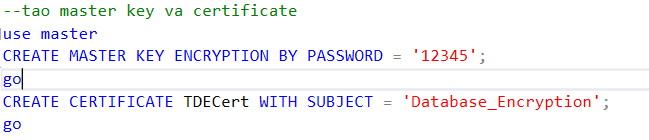 --tao master key va certificate
use master
CREATE MASTER KEY ENCRYPTION BY PASSWORD = '12345';
go
CREATE CERTIFICATE TDECert WITH SUBJECT = 'Database_Encryption';
go